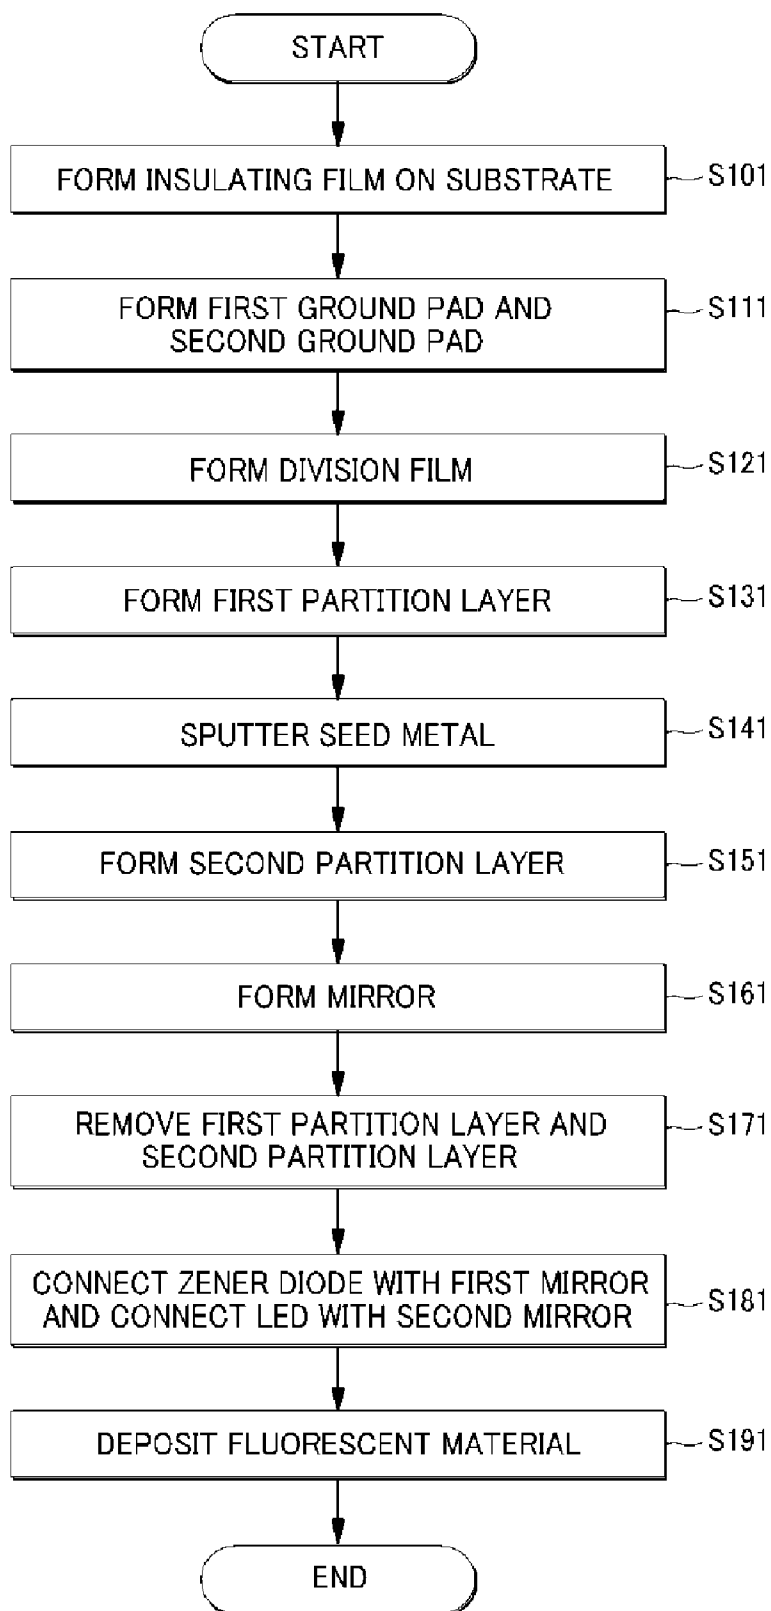 START
FORM INSULATING FILM ON SUBSTRATE
S101
FORM FIRST GROUND PAD AND
SECOND GROUND PAD
S111
FORM DIVISION FILM
S121
FORM FIRST PARTITION LAYER
S131
SPUTTER SEED METAL
S141
FORM SECOND PARTITION LAYER
S151
FORM MIRROR
S161
REMOVE FIRST PARTITION LAYER AND
SECOND PARTITION LAYER
S171
CONNECT ZENER DIODE WITH FIRST MIRROR
AND CONNECT LED WITH SECOND MIRROR
S181
DEPOSIT FLUORESCENT MATERIAL
S191
END